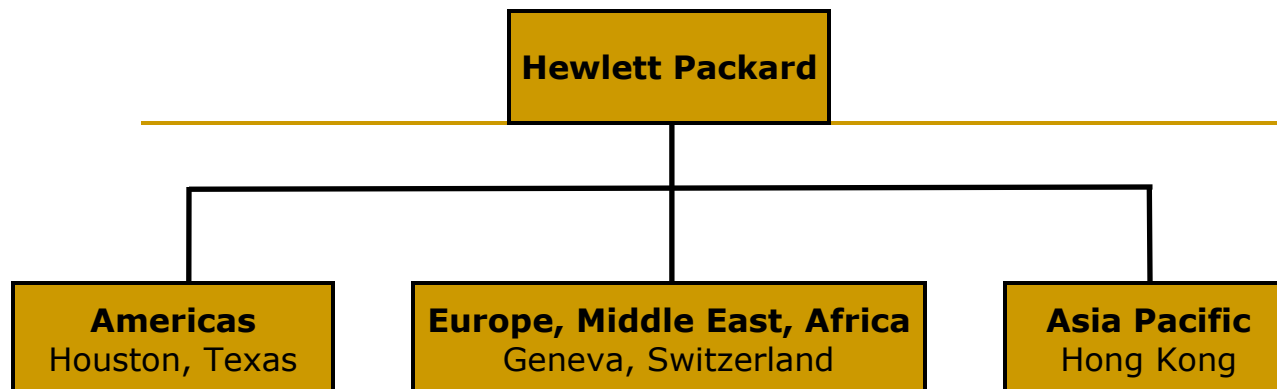 Hewlett Packard
Americas
Houston, Texas
Europe, Middle East, Africa
Geneva, Switzerland
Asia Pacific
Hong Kong